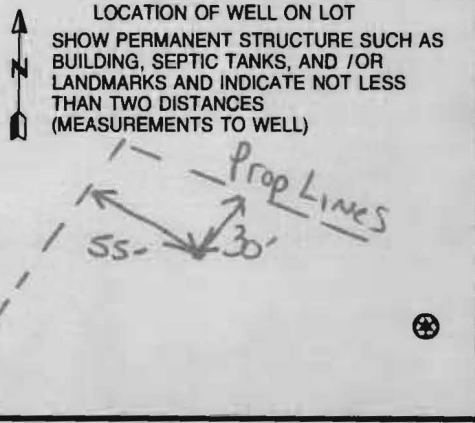 LOCATION OF WELL ON LOT
SHOW PERMANENT STRUCTURE SUCH AS
BUILDING, SEPTIC TANKS, AND /OR
LANDMARKS AND INDICATE NOT LESS
THAN TWO DISTANCES
(MEASUREMENTS TO WELL)
N
Prop Lines
55' 30'